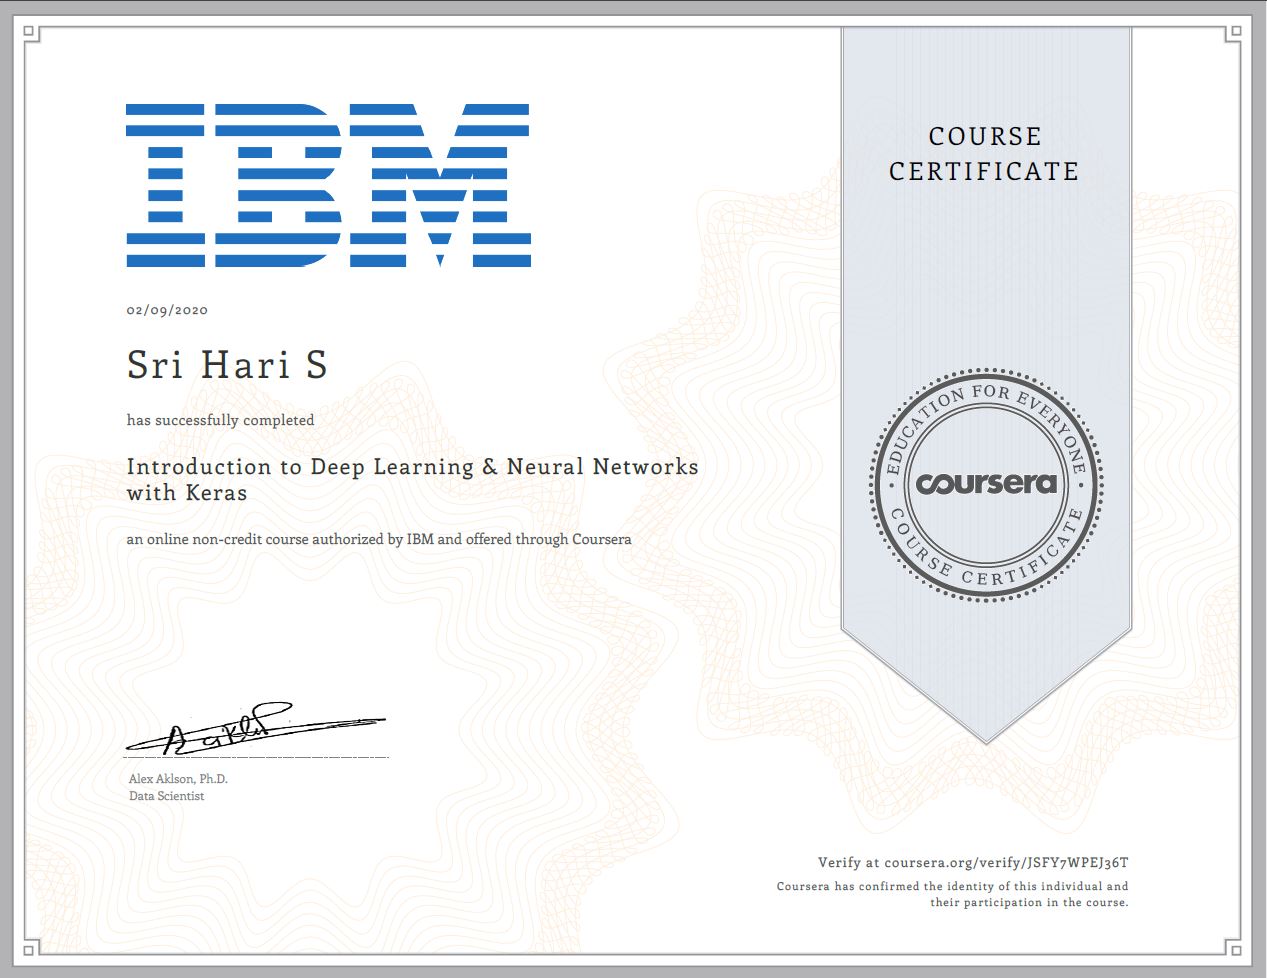 IBM
02/09/2020
Sri Hari S
has successfully completed
Introduction to Deep Learning & Neural Networks
with Keras
an online non-credit course authorized by IBM and offered through Coursera
Alex Aklson, Ph.D.
Data Scientist
COURSE
CERTIFICATE
EDUCATION FOR EVERYONE
coursera
COURSE CERTIFICATE
Verify at coursera.org/verify/JSFY7WPEJ36T
Coursera has confirmed the identity of this individual and
their participation in the course.